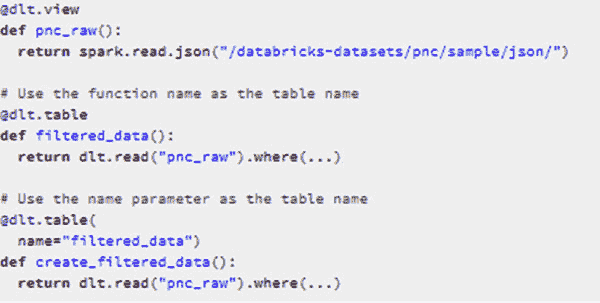 @dlt.view
def pnc_raw():
  return spark.read.json("/databricks-datasets/pnc/sample/json/")

# Use the function name as the table name
@dlt.table
def filtered_data():
  return dlt.read("pnc_raw").where(...)

# Use the name parameter as the table name
@dlt.table(
  name="filtered_data")
def create_filtered_data():
  return dlt.read("pnc_raw").where(...)